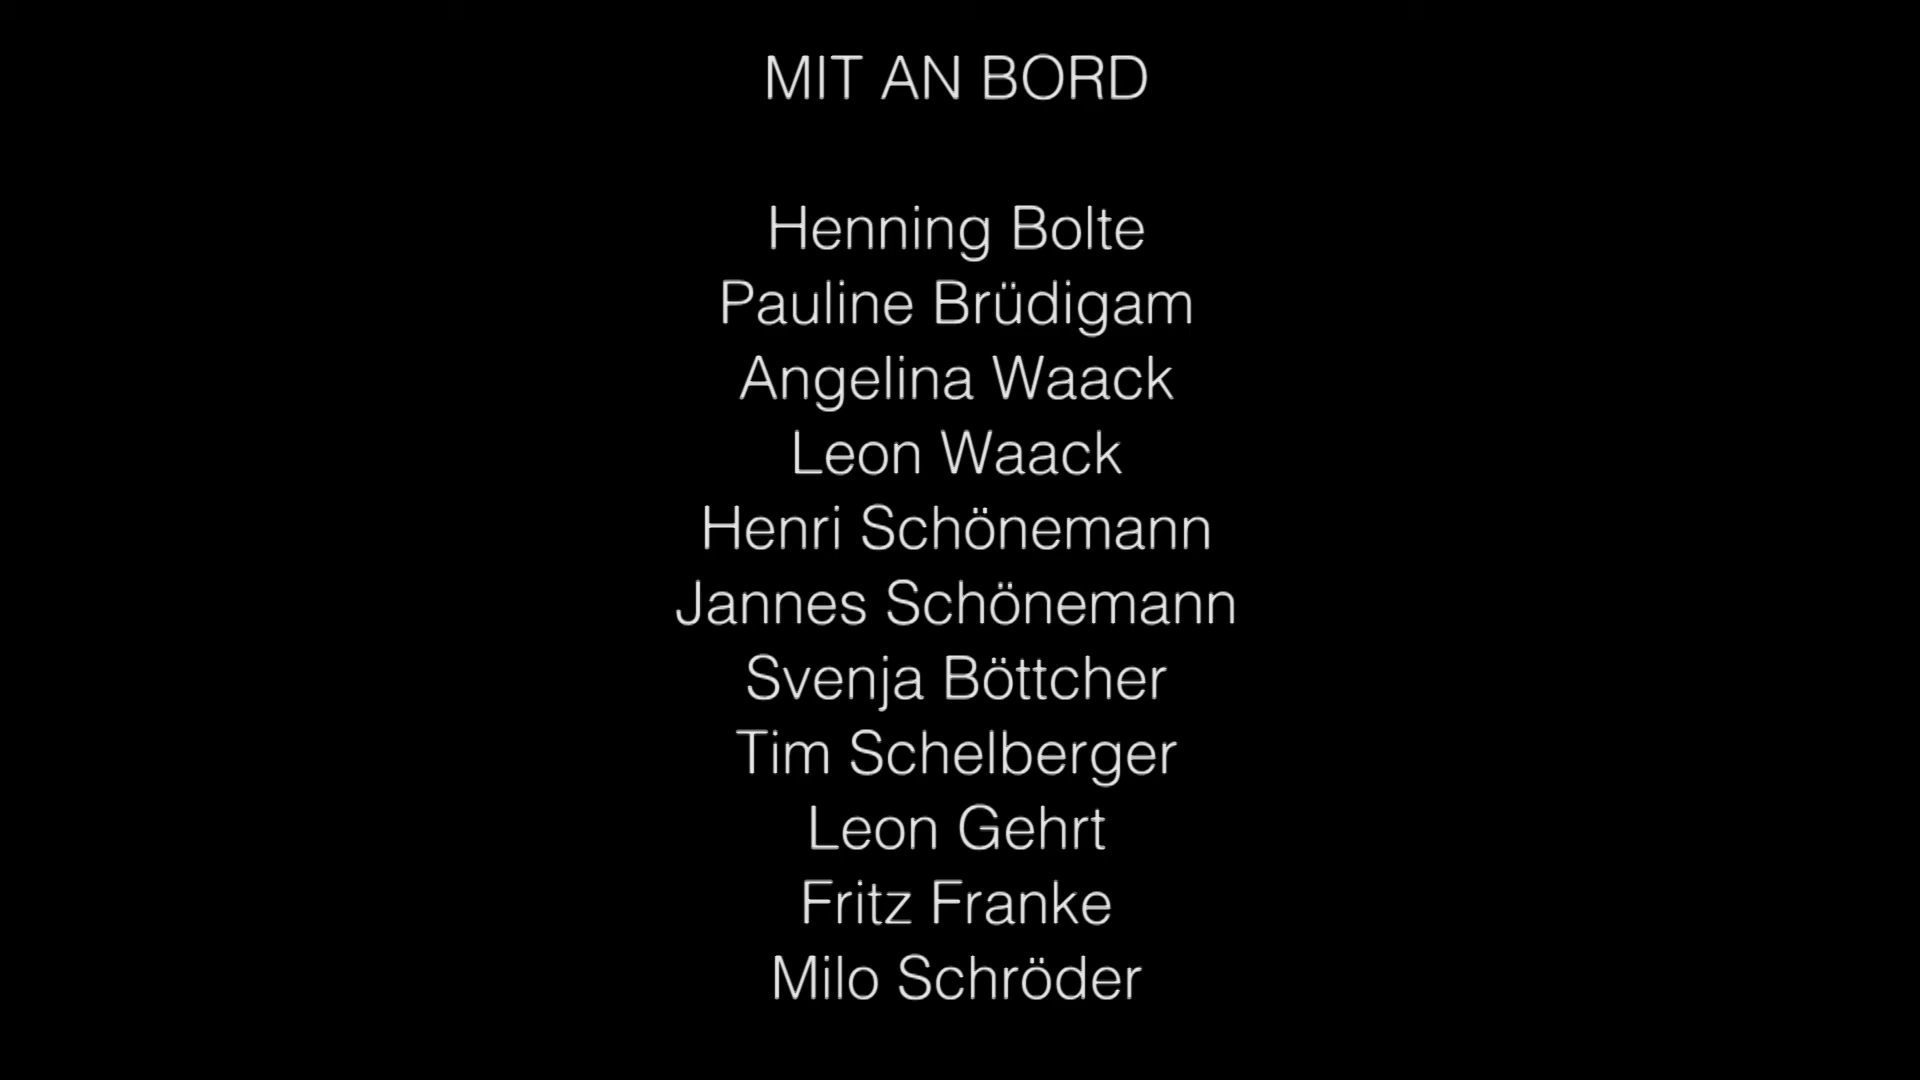 MIT AN BORD
Henning Bolte
Pauline Brüdigam
Angelina Waack
Leon Waack
Henri Schönemann
Jannes Schönemann
Svenja Böttcher
Tim Schelberger
Leon Gehrt
Fritz Franke
Milo Schröder